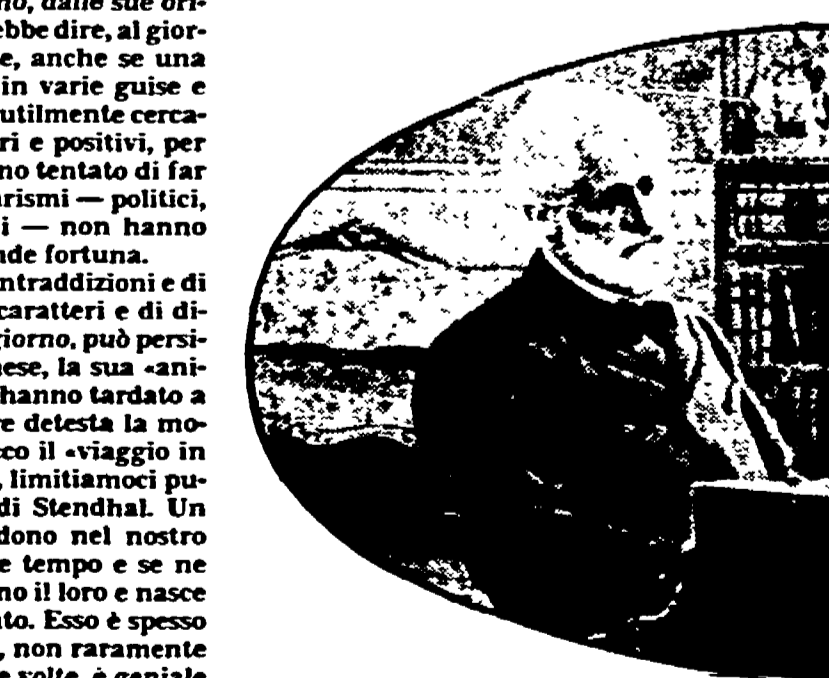 no, dalle sue ori-
ebbe dire, al gior-
e, anche se una
in varie guise e
utilmente cerca-
ri e positivi, per
no tentato di far
arismi — politici,
i — non hanno
nde fortuna.
ntraddizioni e di
caratteri e di di-
giorno, può persi-
nese, la sua «ani-
hanno tardato a
re detesta la mo-
co il «viaggio in
, limitiamoci pu-
di Stendhal. Un
dono nel nostro
e tempo e se ne
no il loro e nasce
to. Esso è spesso
, non raramente
e volte, è geniale